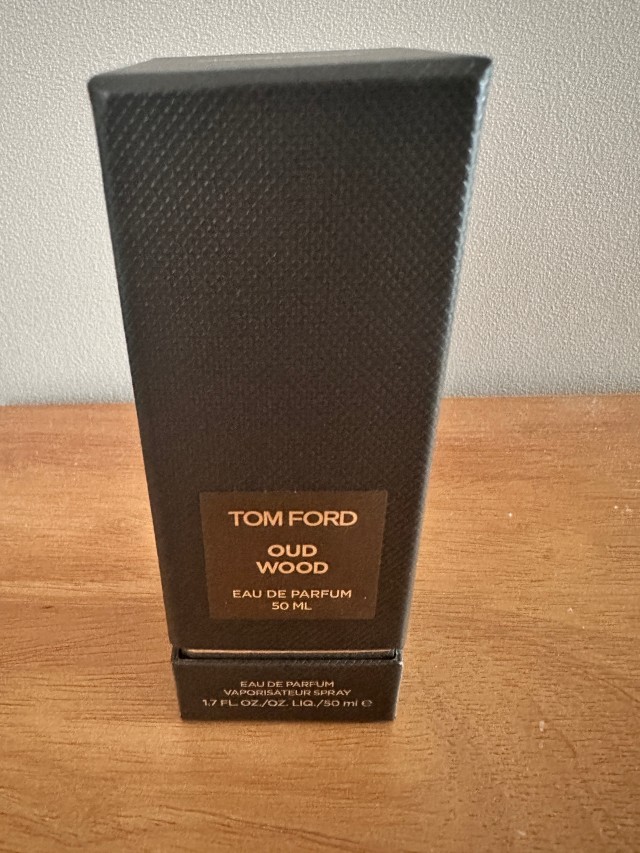 TOM FORD
OUD
WOOD
EAU DE PARFUM
50 ML
EAU DE PARFUM
VAPORISATEUR SPRAY
1.7 FL. OZ./OZ. LIQ./50 ml ℮